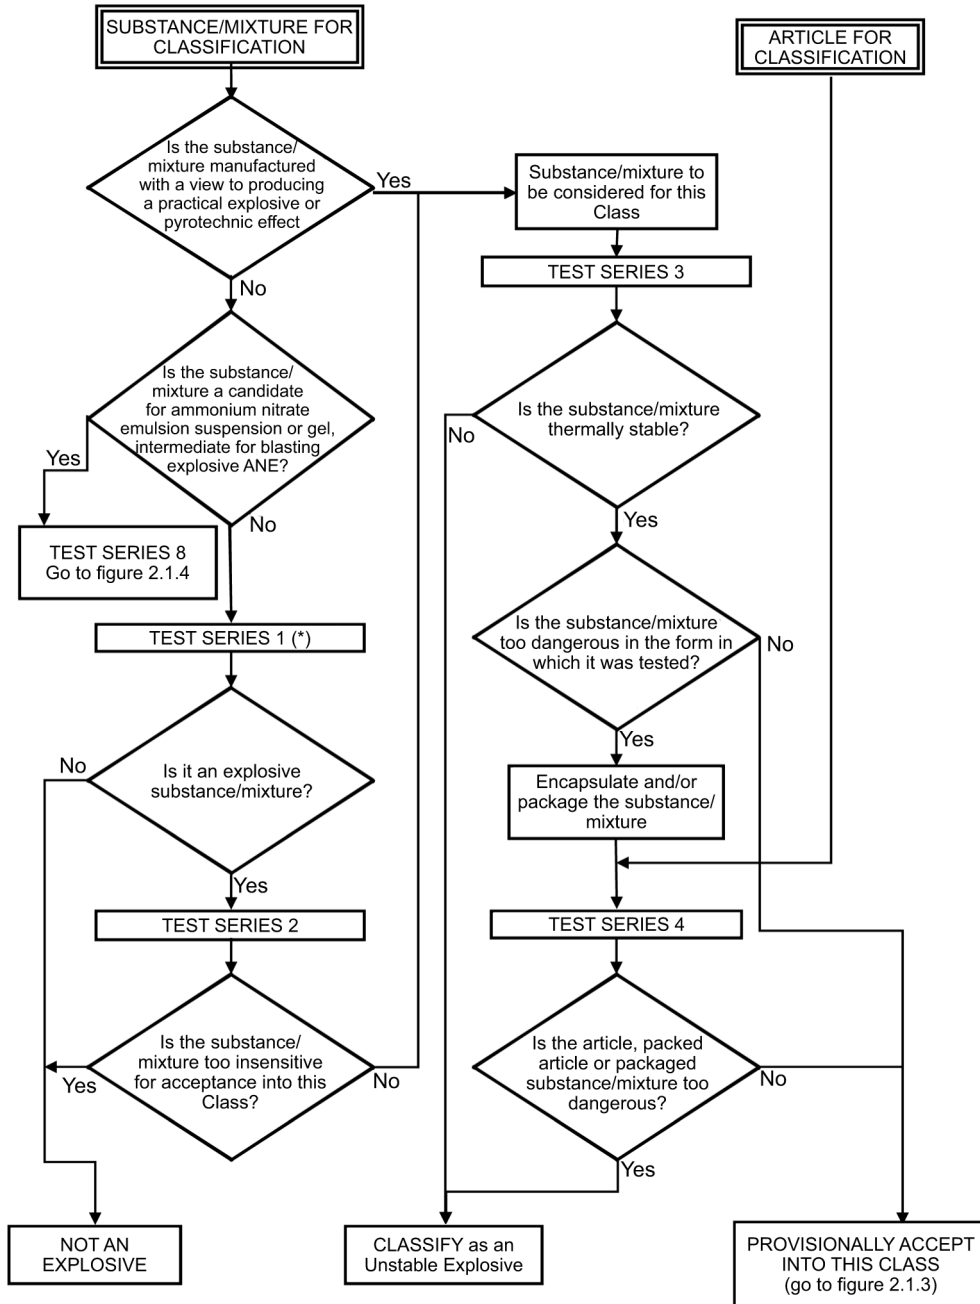 SUBSTANCE/MIXTURE FOR
CLASSIFICATION
ARTICLE FOR
CLASSIFICATION
Is the substance/
mixture manufactured
with a view to producing
a practical explosive or
pyrotechnic effect
Yes
Substance/mixture to
be considered for this
Class
TEST SERIES 3
No
Is the substance/
mixture a candidate
for ammonium nitrate
emulsion suspension or gel,
intermediate for blasting
explosive ANE?
Yes
No
TEST SERIES 8
Go to figure 2.1.4
Is the substance/mixture
thermally stable?
No
Yes
TEST SERIES 1 (*)
Is the substance/mixture
too dangerous in the form in
which it was tested?
No
Yes
Is it an explosive
substance/mixture?
No
Yes
Encapsulate and/or
package the substance/
mixture
TEST SERIES 2
TEST SERIES 4
Is the substance/
mixture too insensitive
for acceptance into this
Class?
Yes
No
Is the article, packed
article or packaged
substance/mixture too
dangerous?
No
Yes
NOT AN
EXPLOSIVE
CLASSIFY as an
Unstable Explosive
PROVISIONALLY ACCEPT
INTO THIS CLASS
(go to figure 2.1.3)